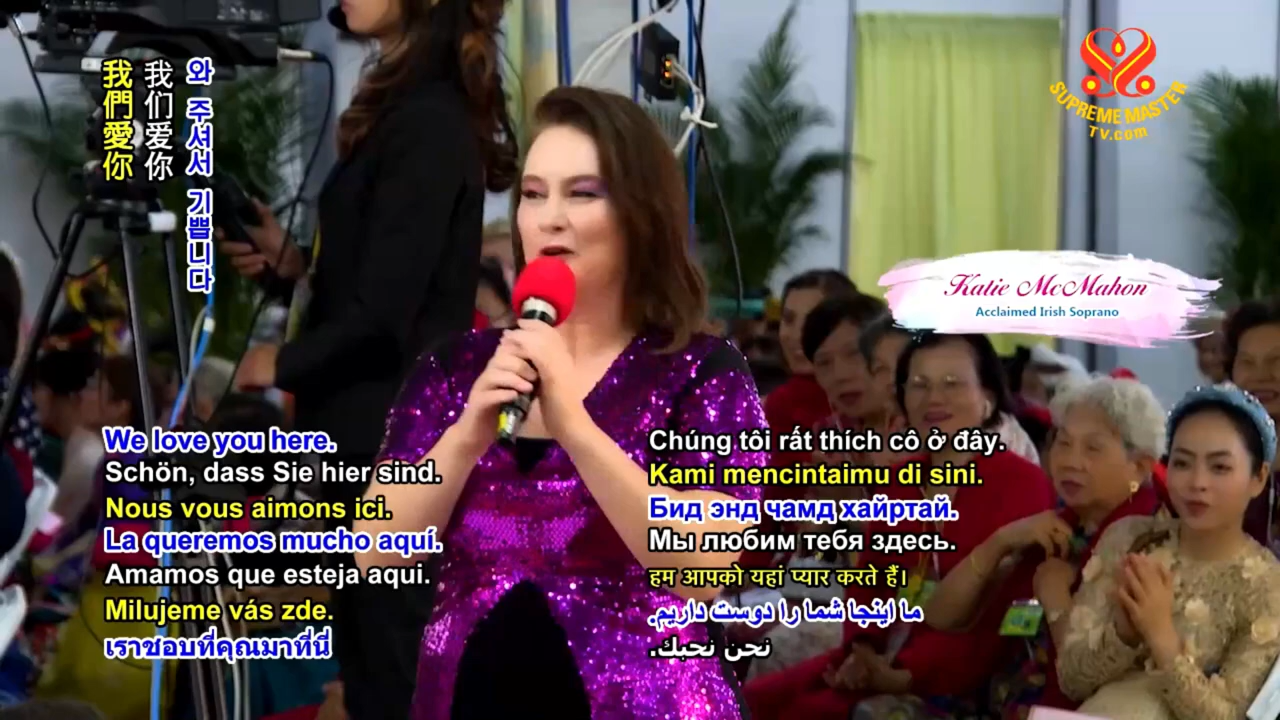 我們愛你
我们爱你
와 주셔서 기쁩니다
SUPREME MASTER
TV.com
Katie McMahon
Acclaimed Irish Soprano
We love you here.
Schön, dass Sie hier sind.
Nous vous aimons ici.
La queremos mucho aquí.
Amamos que esteja aqui.
Milujeme vás zde.
เราชอบที่คุณมาที่นี่
Chúng tôi rất thích cô ở đây.
Kami mencintaimu di sini.
Бид энд чамд хайртай.
Мы любим тебя здесь.
हम आपको यहां प्यार करते हैं।
ما اینجا شما را دوست داریم.
نحن نحبك.